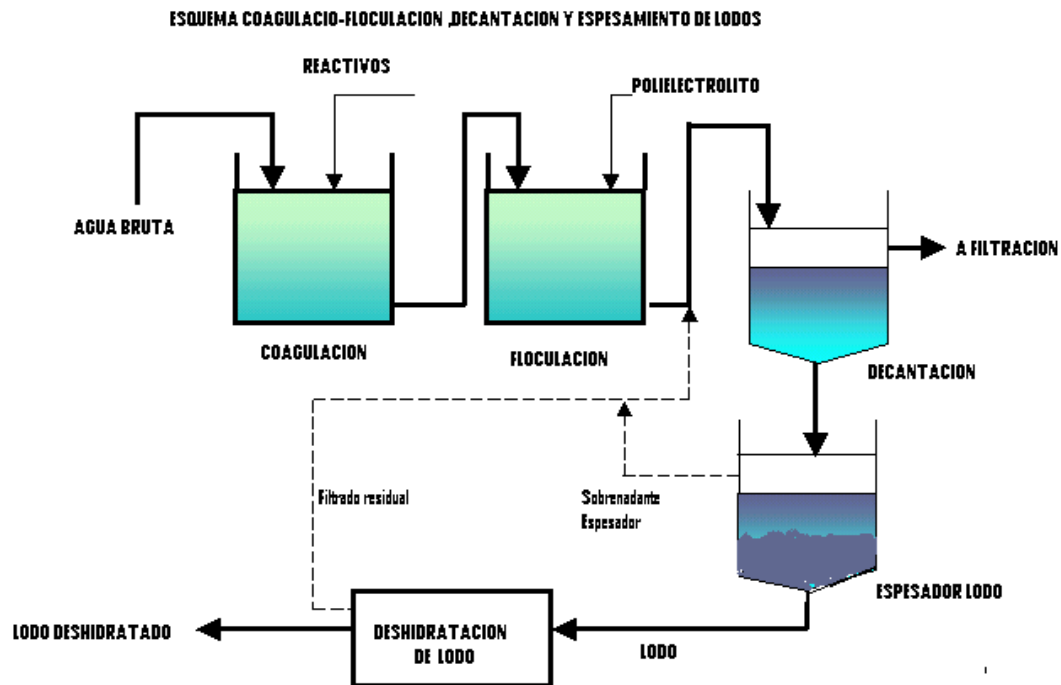 ESQUEMA COAGULACIO-FLOCULACION ,DECANTACION Y ESPESAMIENTO DE LODOS
REACTIVOS
POLIELECTROLITO
AGUA BRUTA
A FILTRACION
COAGULACION
FLOCULACION
DECANTACION
Filtrado residual
Sobrenadante
Espesador
ESPESADOR LODO
LODO DESHIDRATADO
DESHIDRATACION
DE LODO
LODO